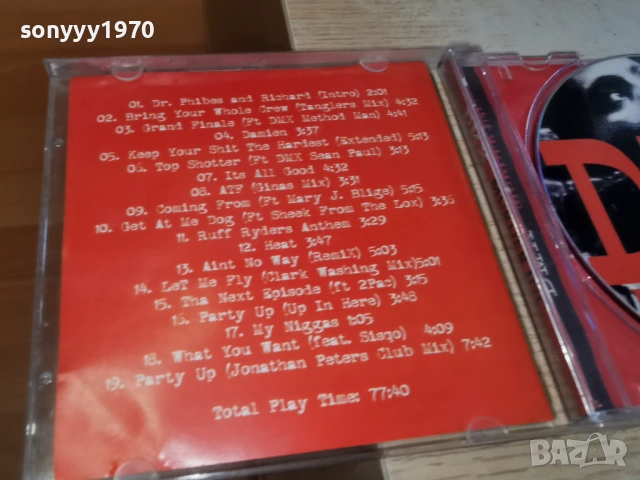 sonyyy1970
01. Dr. Phibes and Richard (Intro) 2:01
02. Bring Your Whole Crew (Tanglers Mix) 4:32
03. Grand Finale (Ft DMX Method Man) 4:41
04. Damien 3:37
05. Keep Your Shit The Hardest (Extended) 5:13
06. Top Shotter (Ft DMX Sean Paul) 3:13
07. Its All Good 4:32
08. ATF (Ginas Mix) 3:31
09. Coming From (Ft Mary J. Blige) 5:15
10. Get At Me Dog (Ft Sheek From The Lox) 3:36
11. Ruff Ryders Anthem 3:29
12. Heat 3:47
13. Aint No Way (RemiX) 5:03
14. LeT Me Fly (Clark Washing Mix)5:01
15. Tha Next Episode (ft 2Pac) 3:15
16. Party Up (Up In Here) 3:48
17. My Niggas 1:05
18. What You Want (feat. Sisqo) 4:09
19. Party Up (Jonathan Peters Club Mix) 7:42
Total Play Time: 77:40
D
BAZAR